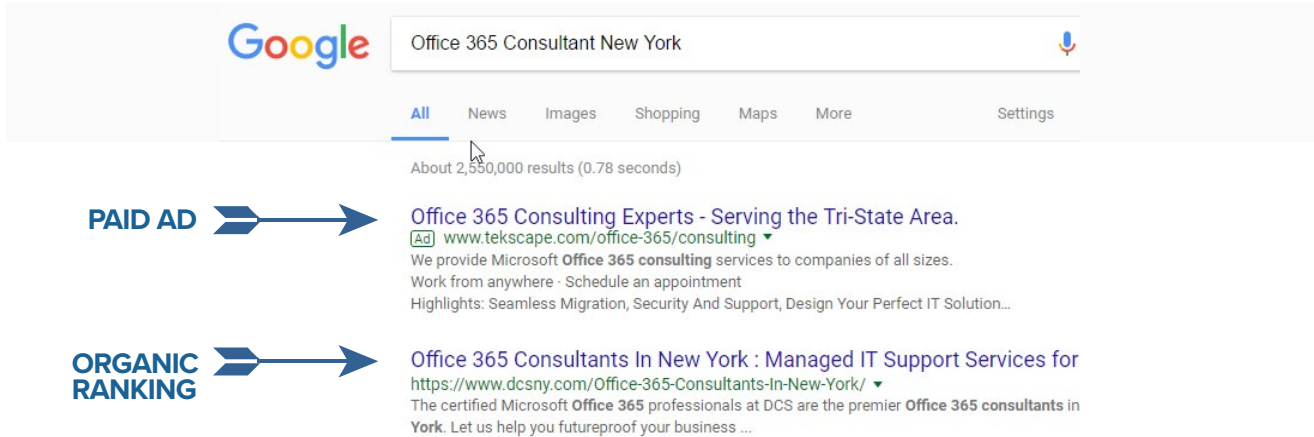 Google
Office 365 Consultant New York
All News Images Shopping Maps More Settings
About 2,550,000 results (0.78 seconds)
PAID AD
Office 365 Consulting Experts - Serving the Tri-State Area.
Ad www.tekscape.com/office-365/consulting
We provide Microsoft Office 365 consulting services to companies of all sizes.
Work from anywhere · Schedule an appointment
Highlights: Seamless Migration, Security And Support, Design Your Perfect IT Solution...
ORGANIC
RANKING
Office 365 Consultants In New York : Managed IT Support Services for
https://www.dcsny.com/Office-365-Consultants-In-New-York/
The certified Microsoft Office 365 professionals at DCS are the premier Office 365 consultants in
York. Let us help you futureproof your business ...